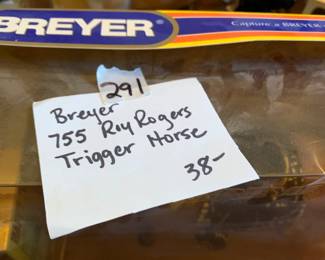 BREYER
Capture a BREYER
291
Breyer
755 Roy Rogers
Trigger Horse
38-